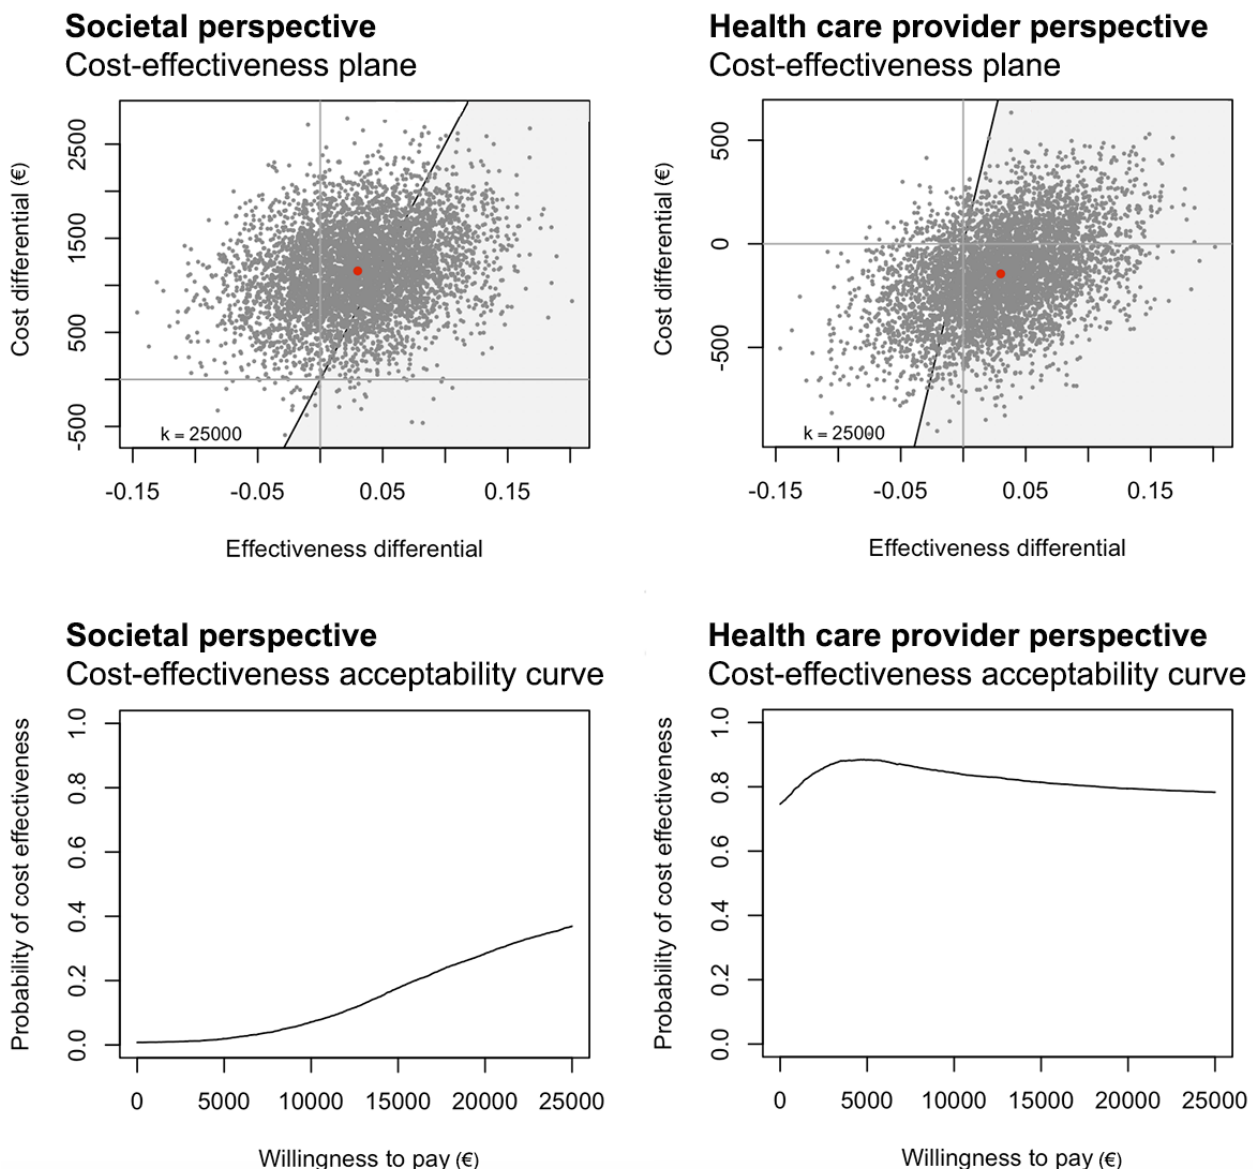 Societal perspective
Cost-effectiveness plane
Cost differential (€)
2500
1500
500
-500
k = 25000
-0.15 -0.05 0.05 0.15
Effectiveness differential
Health care provider perspective
Cost-effectiveness plane
Cost differential (€)
500
0
-500
k = 25000
-0.15 -0.05 0.05 0.15
Effectiveness differential
Societal perspective
Cost-effectiveness acceptability curve
Probability of cost effectiveness
1.0
0.8
0.6
0.4
0.2
0.0
0 5000 10000 15000 20000 25000
Willingness to pay (€)
Health care provider perspective
Cost-effectiveness acceptability curve
Probability of cost effectiveness
1.0
0.8
0.6
0.4
0.2
0.0
0 5000 10000 15000 20000 25000
Willingness to pay (€)